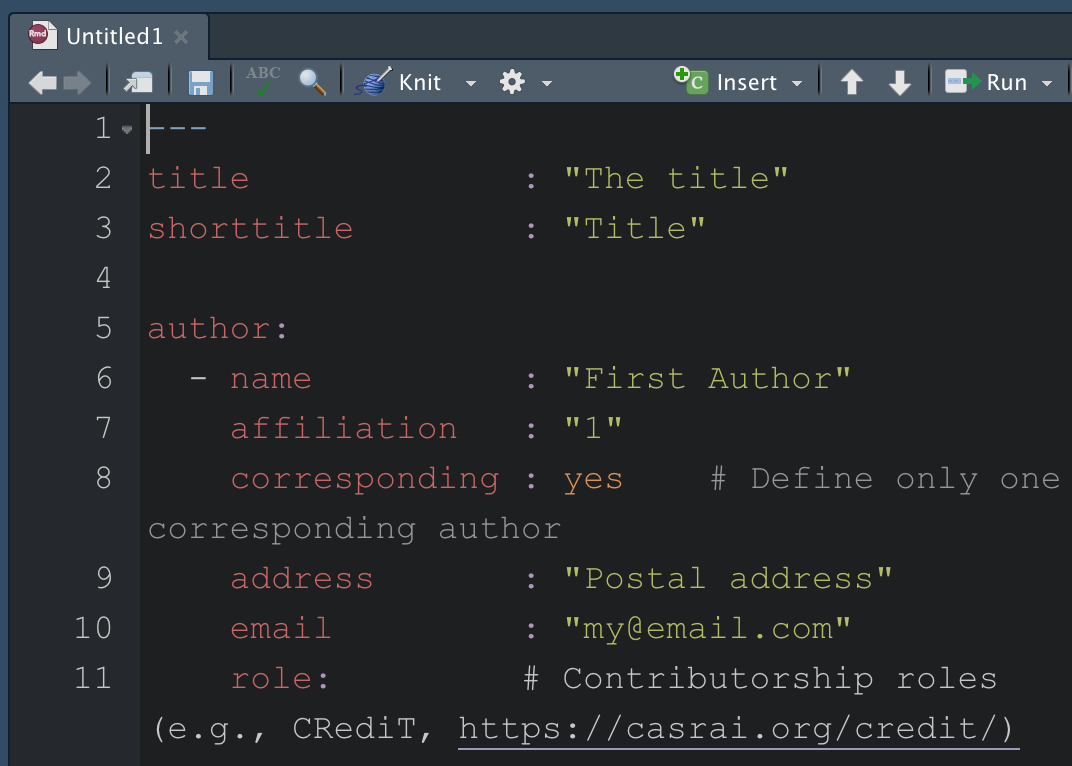 Rmd Untitled1 ×
ABC Knit Insert Run
1 ---
2 title : "The title"
3 shorttitle : "Title"
4
5 author:
6 - name : "First Author"
7 affiliation : "1"
8 corresponding : yes # Define only one
corresponding author
9 address : "Postal address"
10 email : "my@email.com"
11 role: # Contributorship roles
(e.g., CRediT, https://casrai.org/credit/)